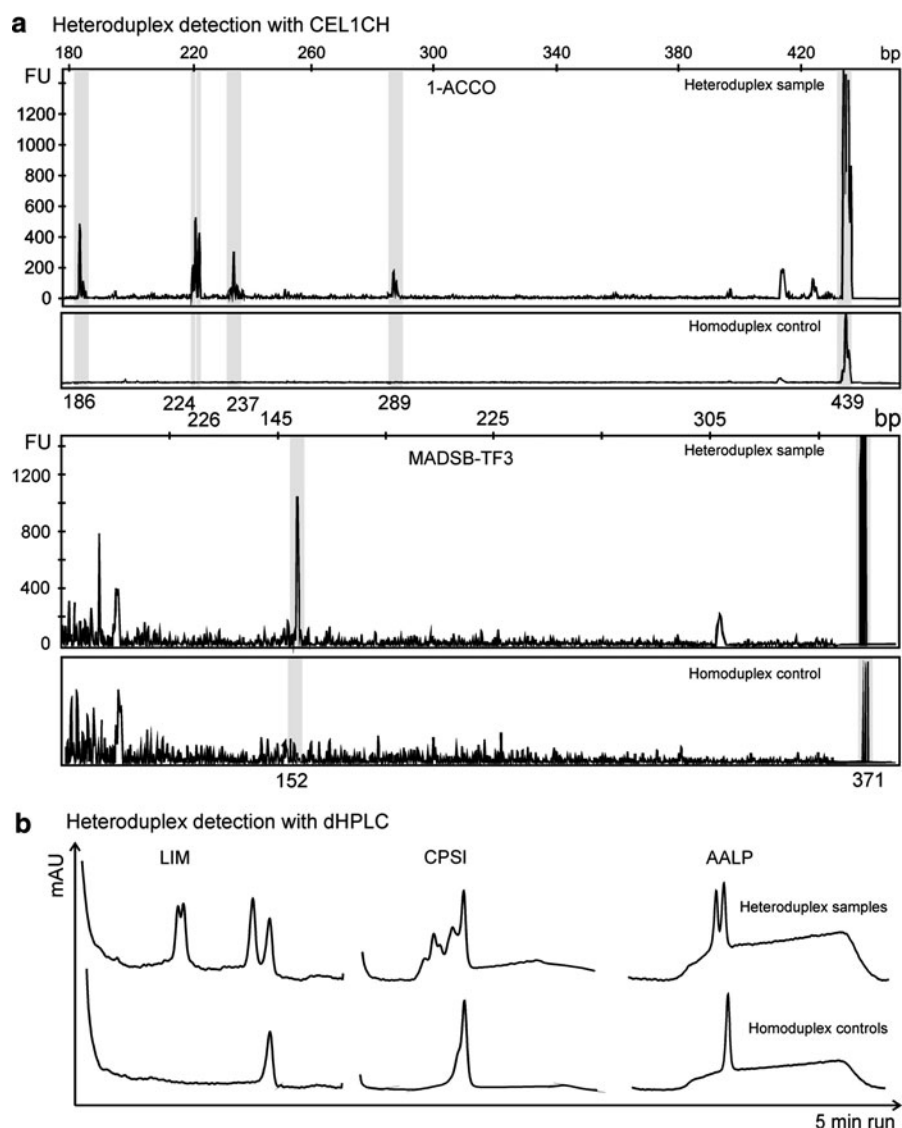 a Heteroduplex detection with CEL1CH
180 220 260 300 340 380 420 bp
FU 1-ACCO Heteroduplex sample
1200
1000
800
600
400
200
0
Homoduplex control
186 224 237 289 439
226 145 225 305 bp
FU MADSB-TF3 Heteroduplex sample
1200
800
400
0
Homoduplex control
152 371
b Heteroduplex detection with dHPLC
mAU LIM CPSI AALP
Heteroduplex samples
Homoduplex controls
5 min run